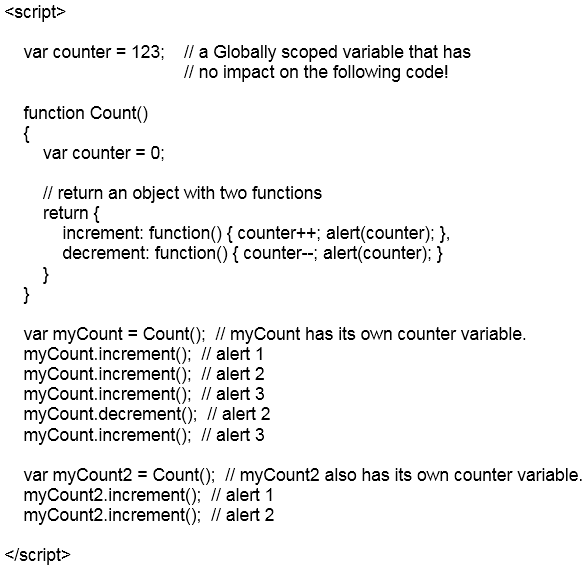 <script>
var counter = 123;   // a Globally scoped variable that has
// no impact on the following code!
function Count()
{
var counter = 0;
// return an object with two functions
return {
increment: function() { counter++; alert(counter); },
decrement: function() { counter--; alert(counter); }
}
}
var myCount = Count();  // myCount has its own counter variable.
myCount.increment();  // alert 1
myCount.increment();  // alert 2
myCount.increment();  // alert 3
myCount.decrement();  // alert 2
myCount.increment();  // alert 3
var myCount2 = Count();  // myCount2 also has its own counter variable.
myCount2.increment();  // alert 1
myCount2.increment();  // alert 2
</script>